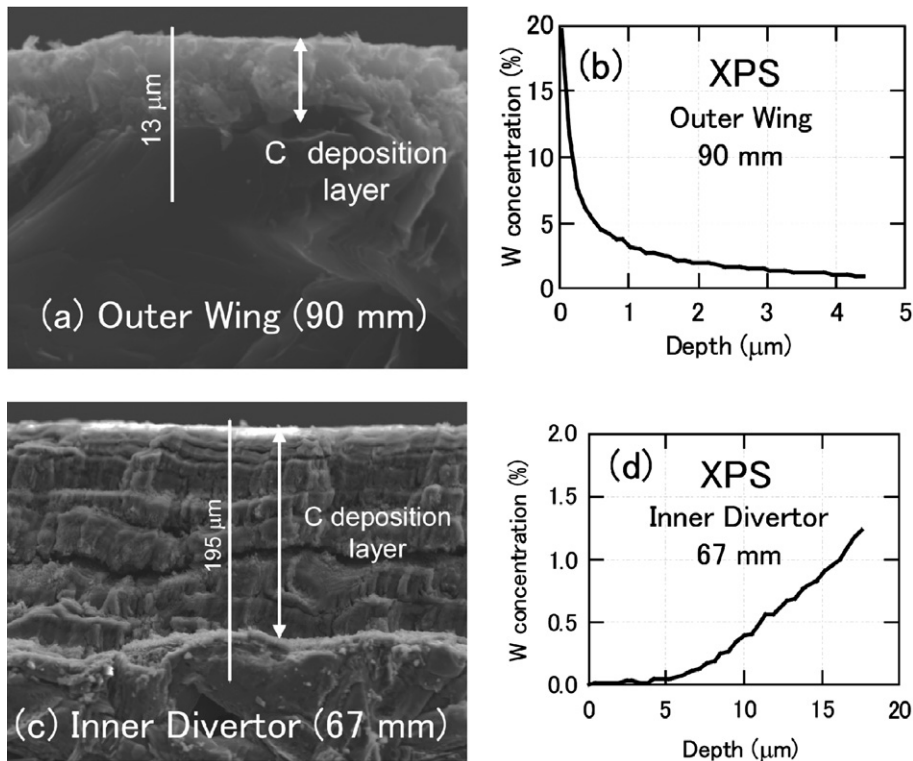 13 μm
C deposition
layer
(a) Outer Wing (90 mm)
20
15
10
5
0
W concentration (%)
(b)
XPS
Outer Wing
90 mm
0 1 2 3 4 5
Depth (μm)
195 μm
C deposition
layer
(c) Inner Divertor (67 mm)
2.0
1.5
1.0
0.5
0.0
W concentration (%)
(d)
XPS
Inner Divertor
67 mm
0 5 10 15 20
Depth (μm)